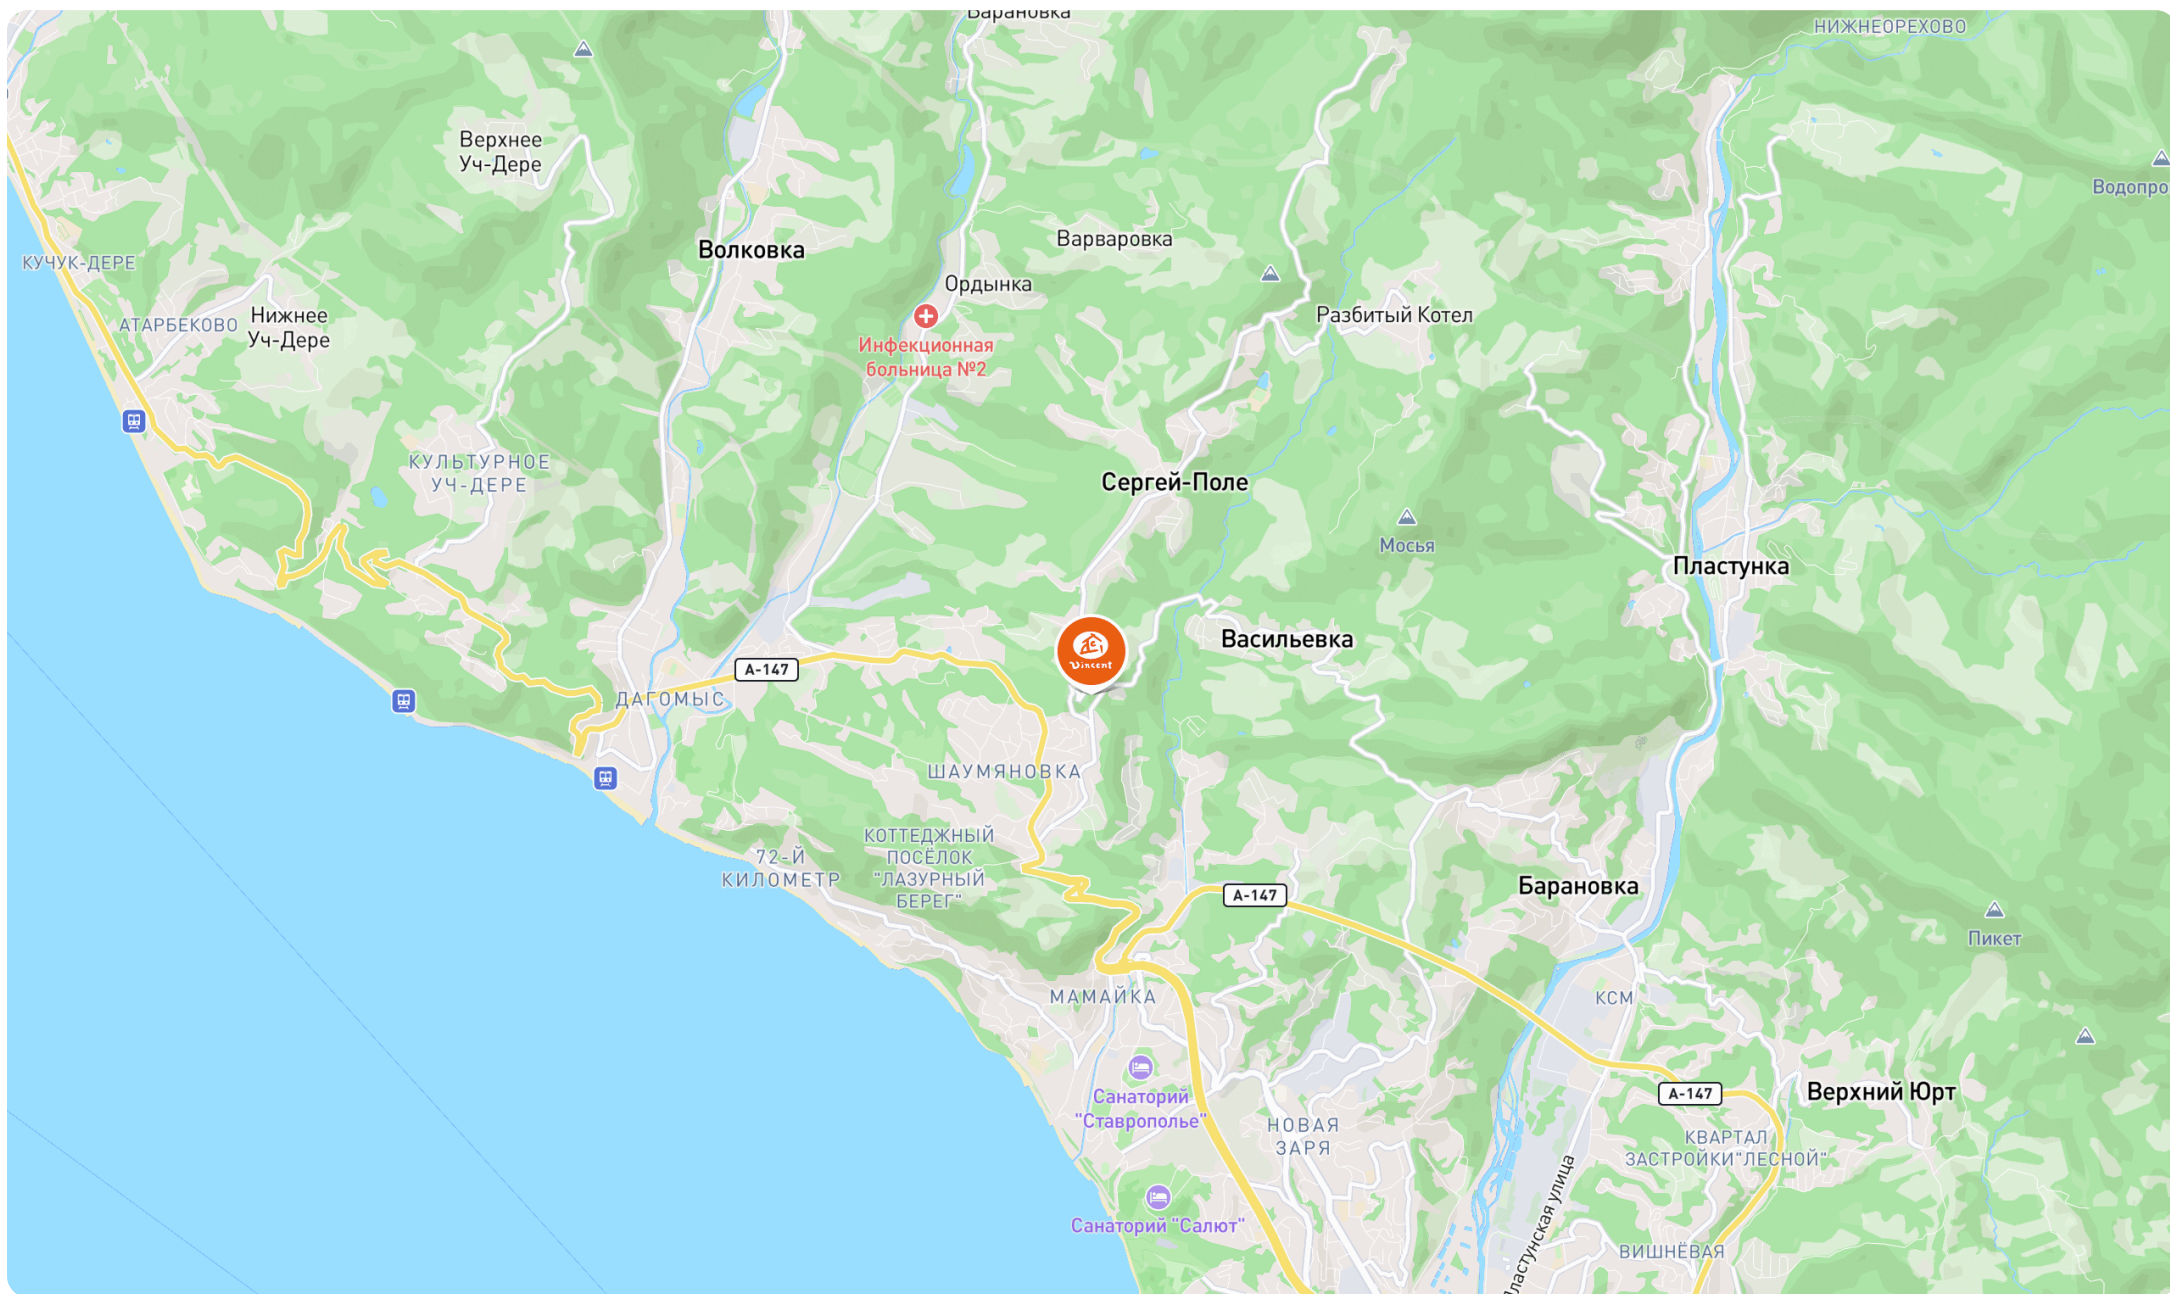 Барановка
НИЖНЕОРЕХОВО
Верхнее
Уч-Дере
Водопро
Волковка
Варваровка
КУЧУК-ДЕРЕ
Ордынка
АТАРБЕКОВО
Нижнее
Уч-Дере
Разбитый Котел
Инфекционная
больница №2
КУЛЬТУРНОЕ
УЧ-ДЕРЕ
Сергей-Поле
Мосья
Пластунка
Васильевка
Vincent
А-147
ДАГОМЫС
ШАУМЯНОВКА
КОТТЕДЖНЫЙ
ПОСЁЛОК
"ЛАЗУРНЫЙ
БЕРЕГ"
72-Й
КИЛОМЕТР
А-147
Барановка
Пикет
МАМАЙКА
КСМ
Санаторий
"Ставрополье"
А-147
Верхний Юрт
НОВАЯ
ЗАРЯ
КВАРТАЛ
ЗАСТРОЙКИ"ЛЕСНОЙ"
Пластунская улица
Санаторий "Салют"
ВИШНЁВАЯ